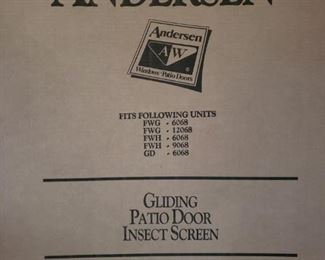 ANDERSEN
Andersen
AW
Windows·Patio Doors
FITS FOLLOWING UNITS
FWG - 6068
FWG - 12068
FWH - 6068
FWH - 9068
GD - 6068
GLIDING
PATIO DOOR
INSECT SCREEN